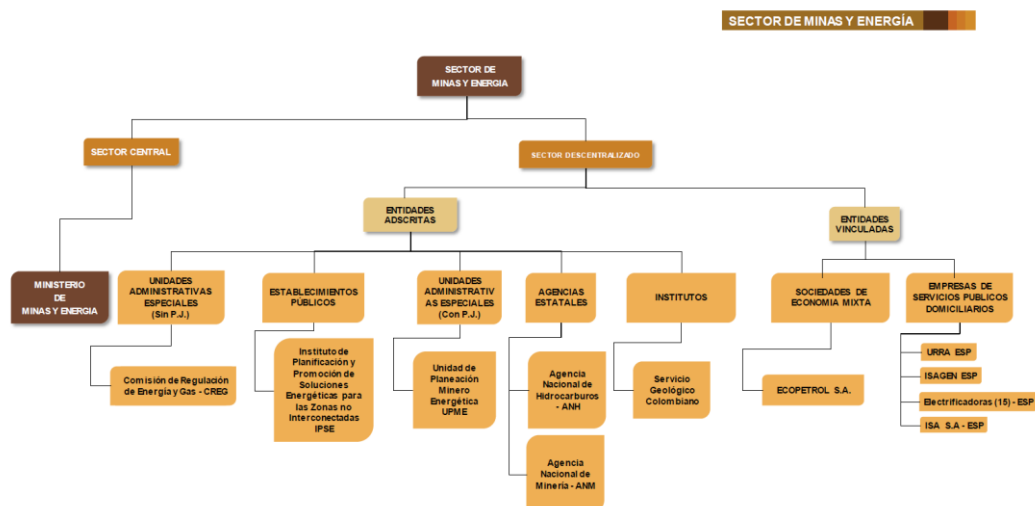 SECTOR DE MINAS Y ENERGÍA
SECTOR DE
MINAS Y ENERGIA
SECTOR CENTRAL
SECTOR DESCENTRALIZADO
ENTIDADES
ADSCRITAS
ENTIDADES
VINCULADAS
MINISTERIO
DE
MINAS Y ENERGIA
UNIDADES
ADMINISTRATIVAS
ESPECIALES
(Sin P.J.)
ESTABLECIMIENTOS
PÚBLICOS
UNIDADES
ADMINISTRATIV
AS ESPECIALES
(Con P.J.)
AGENCIAS
ESTATALES
INSTITUTOS
SOCIEDADES DE
ECONOMIA MIXTA
EMPRESAS DE
SERVICIOS PUBLICOS
DOMICILIARIOS
Comisión de Regulación
de Energía y Gas - CREG
Instituto de
Planificación y
Promoción de
Soluciones
Energéticas para
las Zonas no
Interconectadas
IPSE
Unidad de
Planeación
Minero
Energética
UPME
Agencia
Nacional de
Hidrocarburos
- ANH
Agencia
Nacional de
Minería - ANM
Servicio
Geológico
Colombiano
ECOPETROL S.A.
URRA ESP
ISAGEN ESP
Electrificadoras (15) - ESP
ISA S.A - ESP